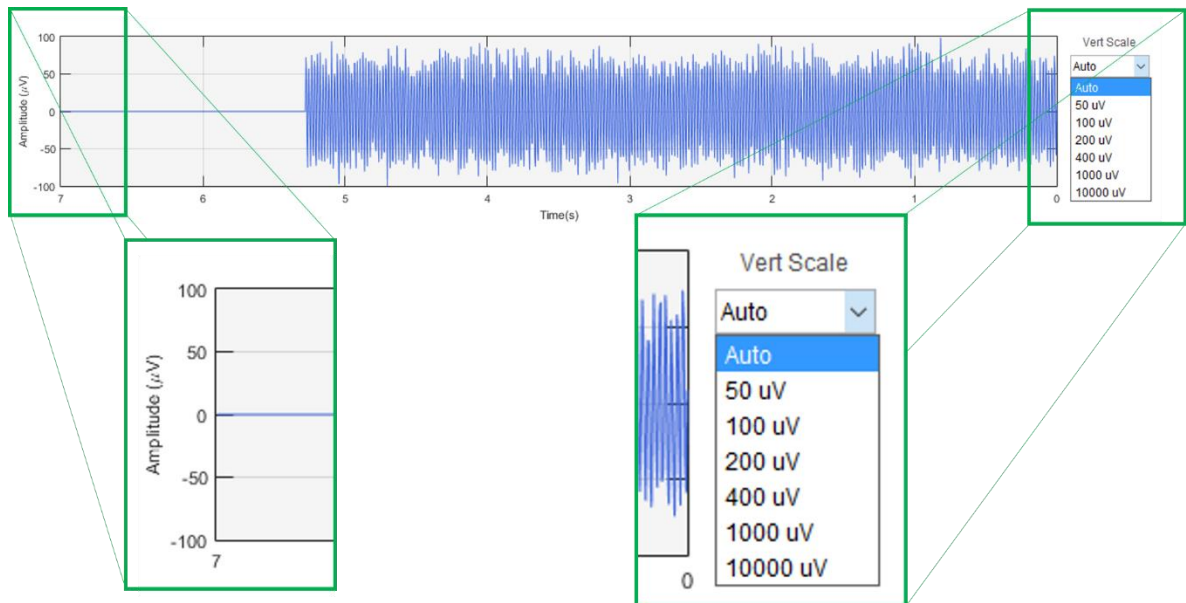 100
50
0
-50
-100
Amplitude (μV)
7
6
5
4
3
2
1
0
Time(s)
Vert Scale
Auto
Auto
50 uV
100 uV
200 uV
400 uV
1000 uV
10000 uV
100
50
0
-50
-100
Amplitude (μV)
7
0
Vert Scale
Auto
Auto
50 uV
100 uV
200 uV
400 uV
1000 uV
10000 uV